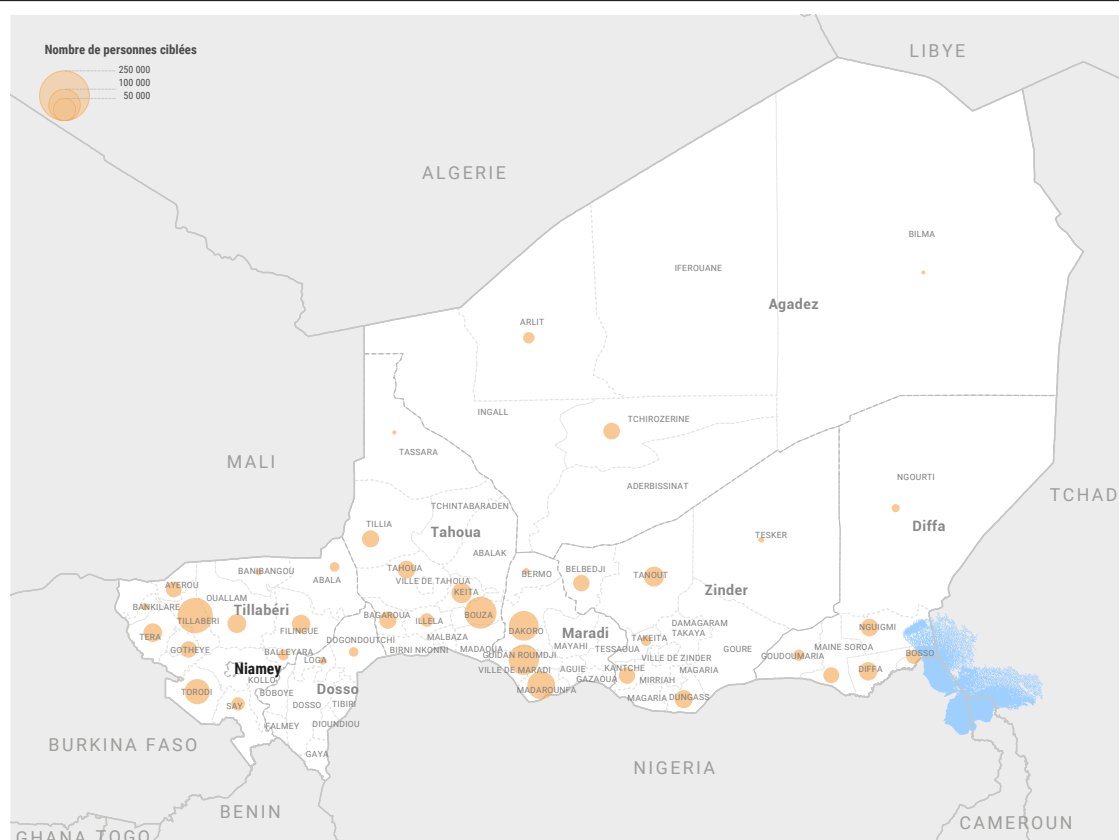 LIBYE
Nombre de personnes ciblées
250 000
100 000
50 000
ALGERIE
BILMA
IFEROUANE
Agadez
ARLIT
INGALL
TCHIROZERINE
TASSARA
MALI
NGOURTI
ADERBISSINAT
TCHAD
TCHINTABARADEN
TILLIA
Diffa
Tahoua
TESKER
ABALAK
TAHOUA
BELBEDJI
BANIBANGOU
BERMO
TANOUT
ABALA
VILLE DE TAHOUA
AYEROU
Zinder
KEITA
OUALLAM
BANKILARE
Tillabéri
BAGAROUA
BOUZA
TILLABERI
ILLELA
DAMAGARAM
TAKAYA
NGUIGMI
FILINGUE
DAKORO
Maradi
TERA
MALBAZA
DOGONDOUTCHI
TAKEITA
MAYAHI
TESSAOUA
MAINE SOROA
GOTHEYE
BIRNI NKONNI
MADAOUA
GOURE
BALLEYARA
GUIDAN ROUMDJI
GOUDOUMARIA
BOSSO
LOGA
VILLE DE ZINDER
Niamey
VILLE DE MARADI
AGUIE
KANTCHE
MAGARIA
DIFFA
KOLLO
GAZAOUA
MIRRIAH
TORODI
BOBOYE
Dosso
MADAROUNFA
MAGARIA
DUNGASS
SAY
DOSSO
TIBIRI
FALMEY
DIOUNDIOU
BURKINA FASO
GAYA
NIGERIA
BENIN
CAMEROUN
GHANA
TOGO